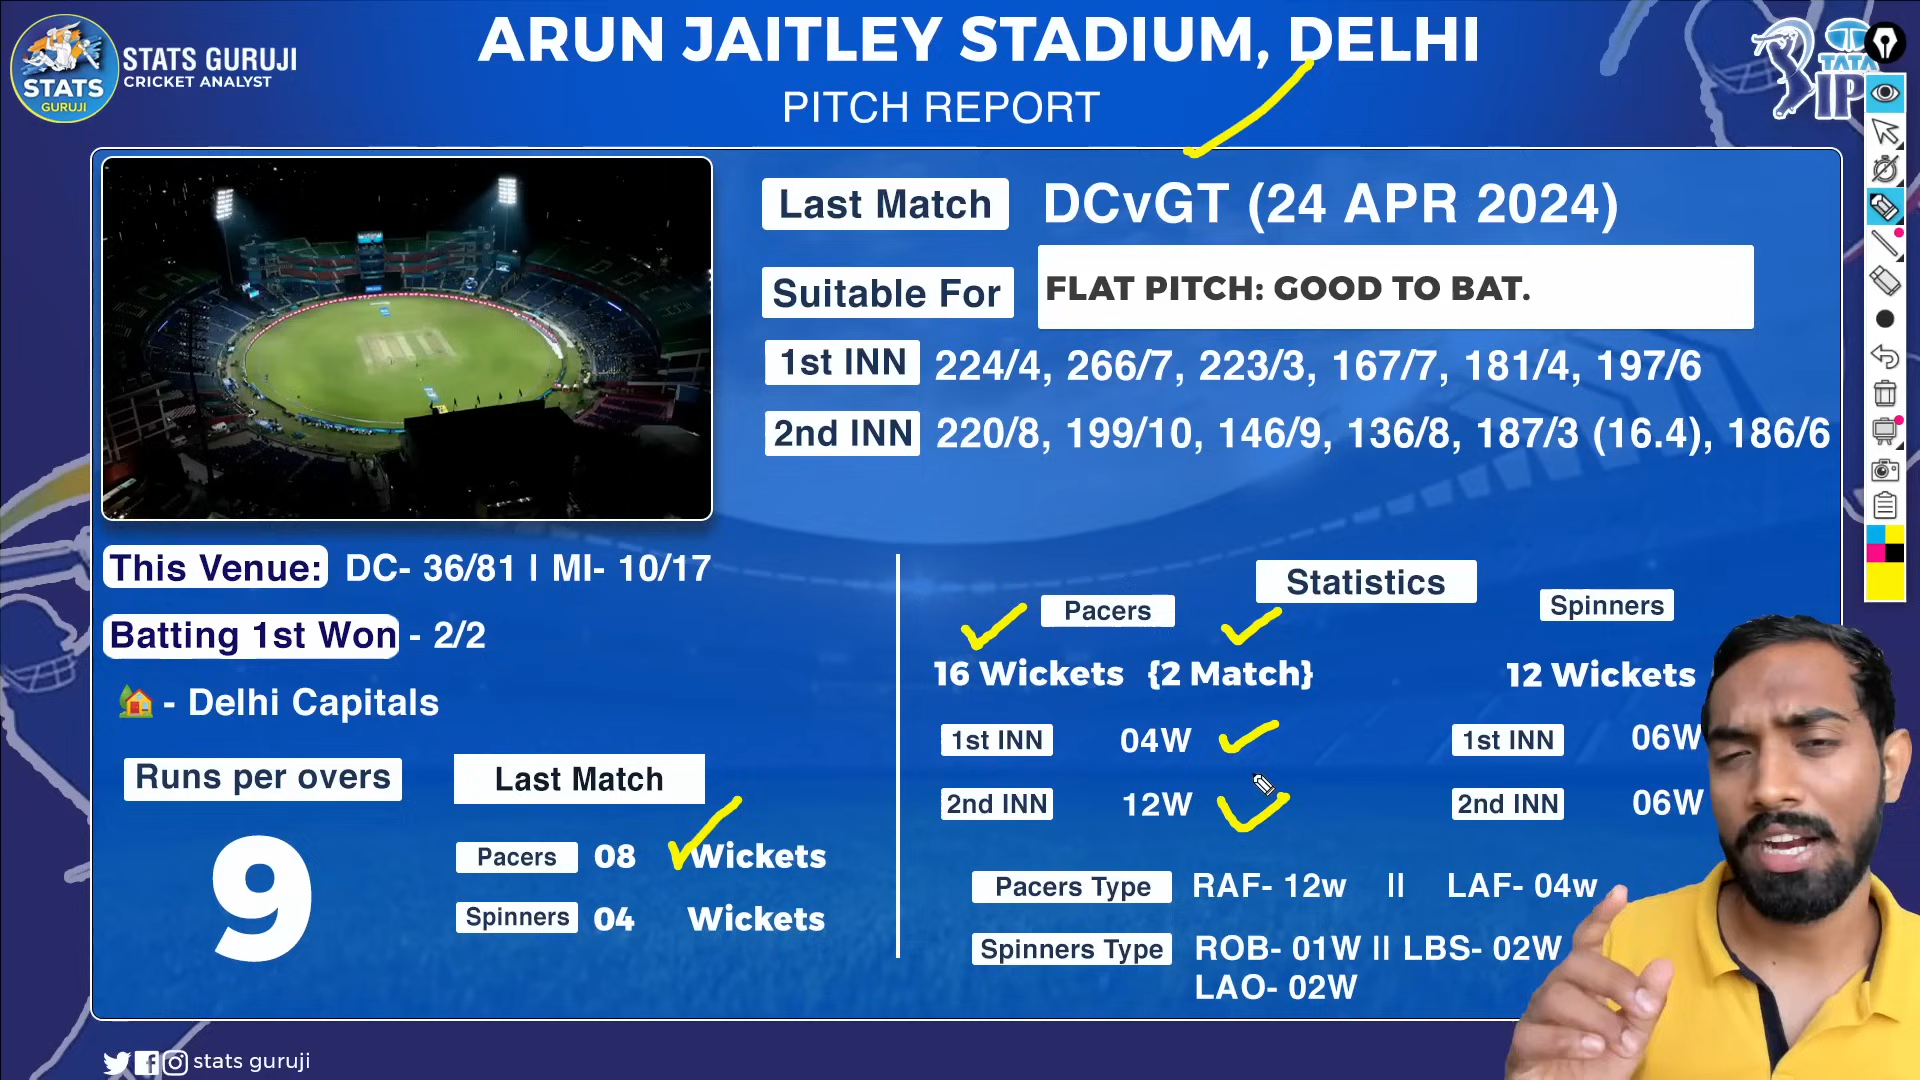 STATS GURUJI
CRICKET ANALYST
STATS
GURUJI
ARUN JAITLEY STADIUM, DELHI
PITCH REPORT
TATA
IP
Last Match DCvGT (24 APR 2024)
Suitable For FLAT PITCH: GOOD TO BAT.
1st INN 224/4, 266/7, 223/3, 167/7, 181/4, 197/6
2nd INN 220/8, 199/10, 146/9, 136/8, 187/3 (16.4), 186/6
This Venue: DC- 36/81 | MI- 10/17
Batting 1st Won - 2/2
- Delhi Capitals
Runs per overs
9
Last Match
Pacers 08 Wickets
Spinners 04 Wickets
Statistics
Pacers
Spinners
16 Wickets {2 Match}
12 Wickets
1st INN 04W
1st INN 06W
2nd INN 12W
2nd INN 06W
Pacers Type RAF- 12w || LAF- 04w
Spinners Type ROB- 01W || LBS- 02W
LAO- 02W
stats guruji